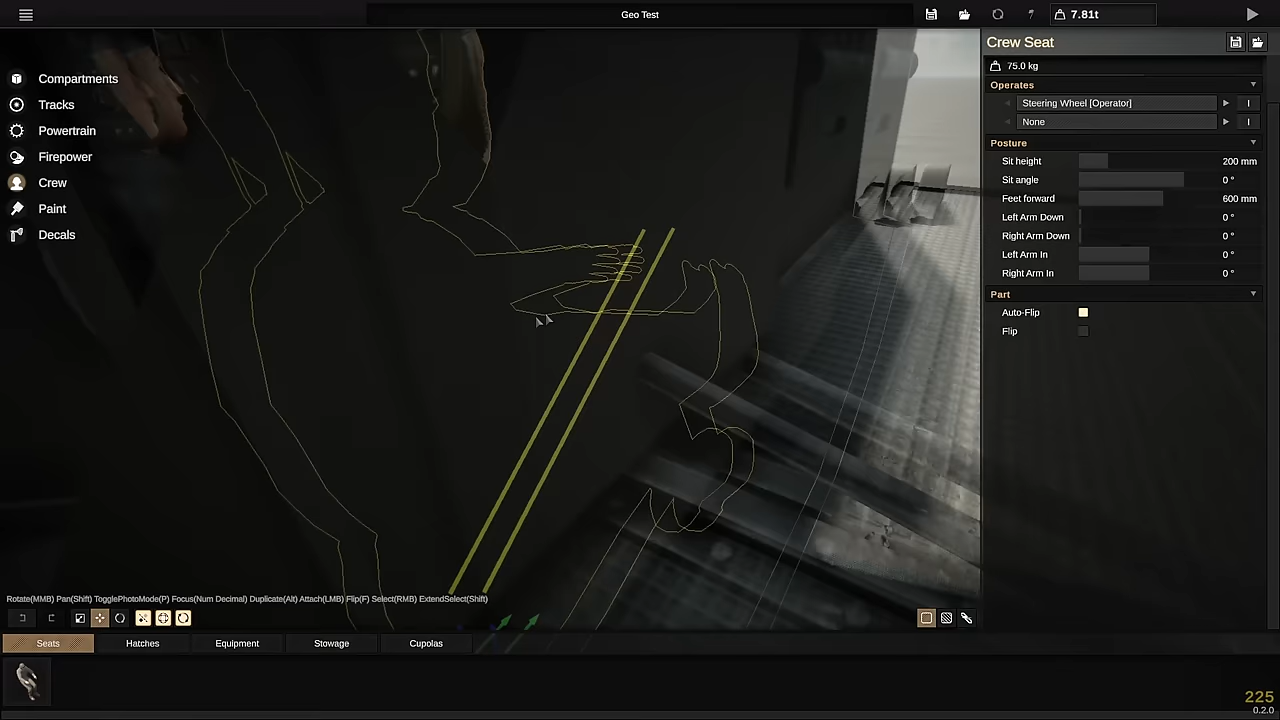 Geo Test
7.81t
Compartments
Tracks
Powertrain
Firepower
Crew
Paint
Decals
Crew Seat
75.0 kg
Operates
Steering Wheel [Operator]
None
Posture
Sit height 200 mm
Sit angle 0 °
Feet forward 600 mm
Left Arm Down 0 °
Right Arm Down 0 °
Left Arm In 0 °
Right Arm In 0 °
Part
Auto-Flip
Flip
Rotate(MMB) Pan(Shift) TogglePhotoMode(P) Focus(Num Decimal) Duplicate(Alt) Attach(LMB) Flip(F) Select(RMB) ExtendSelect(Shift)
Seats Hatches Equipment Stowage Cupolas
225
0.2.0